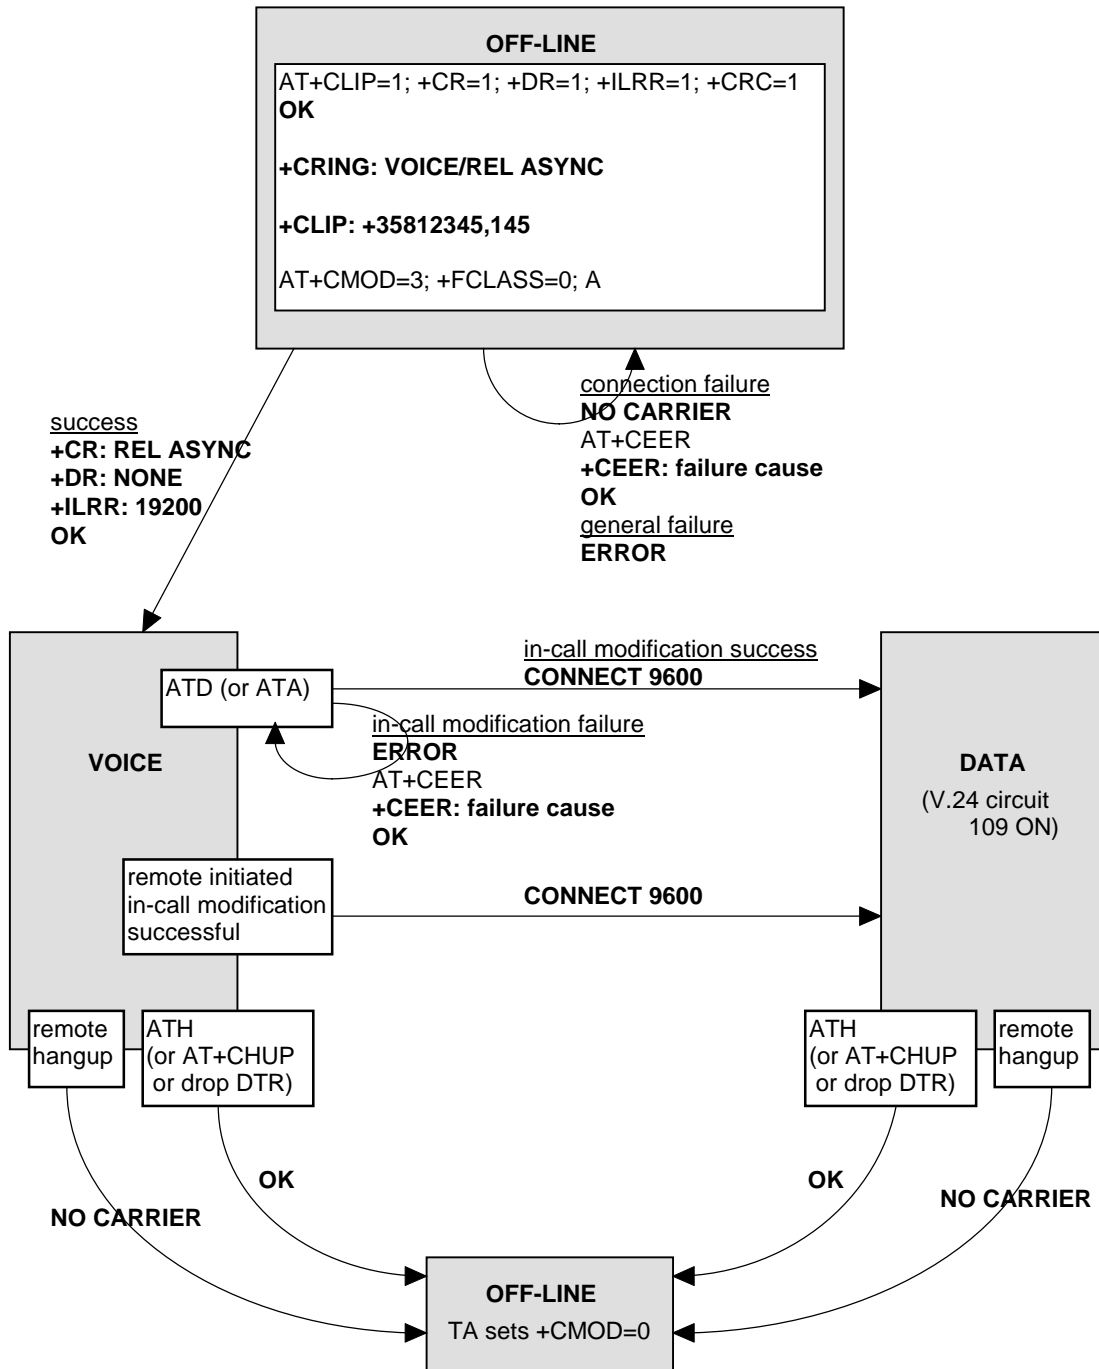 OFF-LINE
AT+CLIP=1; +CR=1; +DR=1; +ILRR=1; +CRC=1
OK
+CRING: VOICE/REL ASYNC
+CLIP: +35812345,145
AT+CMOD=3; +FCLASS=0; A
connection failure
NO CARRIER
AT+CEER
+CEER: failure cause
OK
general failure
ERROR
success
+CR: REL ASYNC
+DR: NONE
+ILRR: 19200
OK
VOICE
ATD (or ATA)
in-call modification success
CONNECT 9600
in-call modification failure
ERROR
AT+CEER
+CEER: failure cause
OK
DATA
(V.24 circuit
109 ON)
remote initiated
in-call modification
successful
CONNECT 9600
remote
hangup
ATH
(or AT+CHUP
or drop DTR)
ATH
(or AT+CHUP
or drop DTR)
remote
hangup
OK
NO CARRIER
OK
NO CARRIER
OFF-LINE
TA sets +CMOD=0